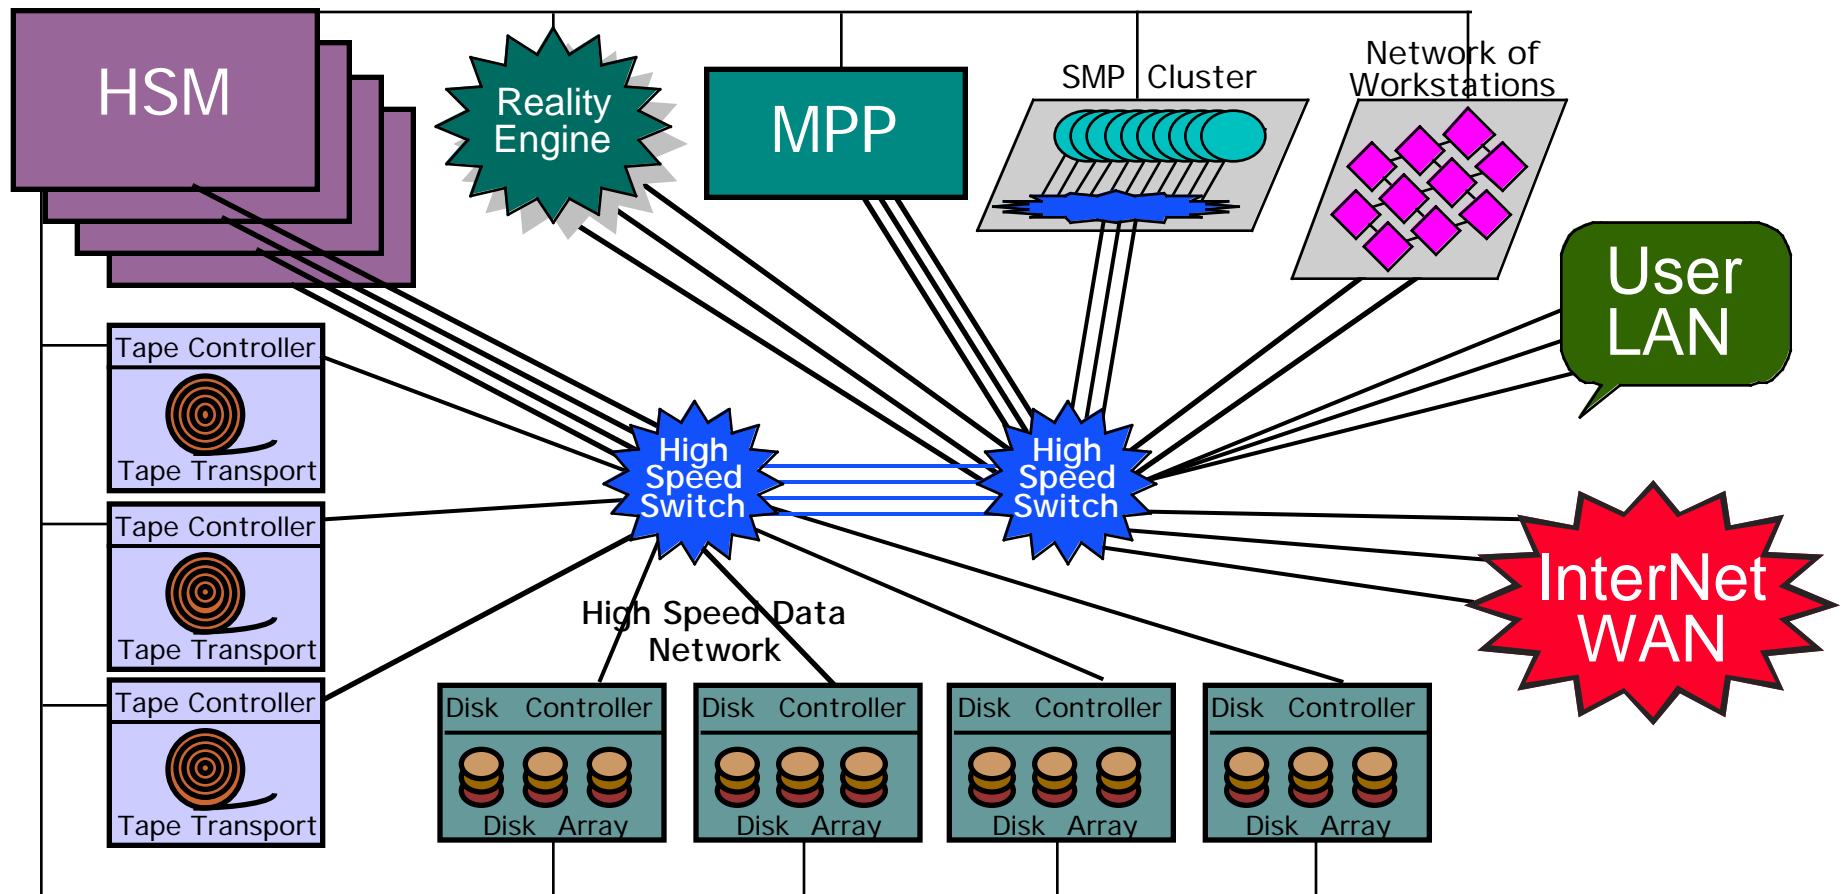 HSM
Reality
Engine
MPP
SMP Cluster
Network of
Workstations
User
LAN
Tape Controller
Tape Transport
Tape Controller
Tape Transport
Tape Controller
Tape Transport
High
Speed
Switch
High
Speed
Switch
InterNet
WAN
High Speed Data
Network
Disk Controller
Disk Array
Disk Controller
Disk Array
Disk Controller
Disk Array
Disk Controller
Disk Array